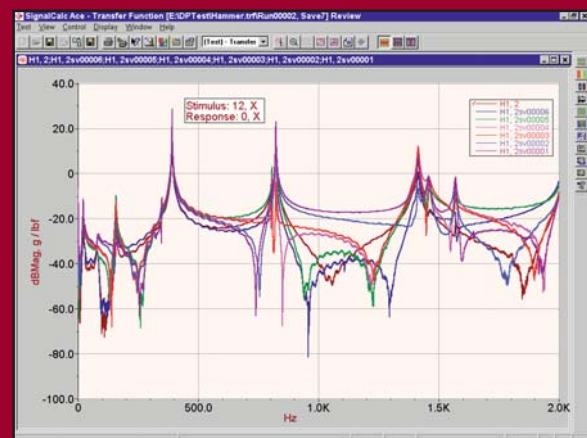 SignalCalc Ace - Transfer Function [E:\DPTest\Hammer.trf\Run00002, Save7] Review
Test View Control Display Window Help
(Test) - Transfer
H1, 2;H1, 2sv00006;H1, 2sv00005;H1, 2sv00004;H1, 2sv00003;H1, 2sv00002;H1, 2sv00001
40.0
20.0
0
-20.0
-40.0
-60.0
-80.0
-100.0
dBMag, g / lbf
Stimulus: 12, X
Response: 0, X
H1, 2
H1, 2sv00006
H1, 2sv00005
H1, 2sv00004
H1, 2sv00003
H1, 2sv00002
H1, 2sv00001
0
500.0
1.0K
1.5K
2.0K
Hz